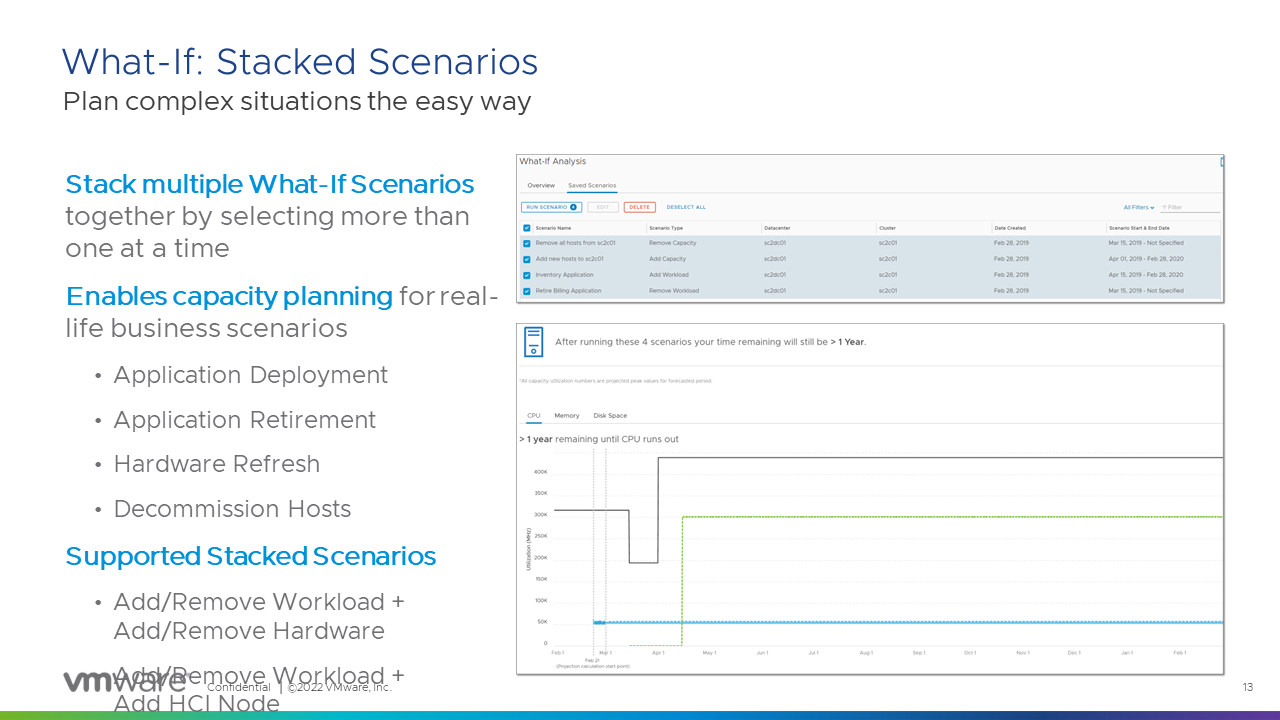 What-If: Stacked Scenarios
Plan complex situations the easy way
Stack multiple What-If Scenarios
together by selecting more than
one at a time
Enables capacity planning for real-
life business scenarios
• Application Deployment
• Application Retirement
• Hardware Refresh
• Decommission Hosts
Supported Stacked Scenarios
• Add/Remove Workload +
Add/Remove Hardware
• Add/Remove Workload +
Add HCI Node
What-If Analysis
Overview Saved Scenarios
RUN SCENARIO 4 EDIT DELETE DESELECT ALL All Filters Filter
Scenario Name Scenario Type Datacenter Cluster Date Created Scenario Start & End Date
Remove all hosts from sc2c01 Remove Capacity sc2dc01 sc2c01 Feb 28, 2019 Mar 15, 2019 - Not Specified
Add new hosts to sc2c01 Add Capacity sc2dc01 sc2c01 Feb 28, 2019 Apr 01, 2019 - Feb 28, 2020
Inventory Application Add Workload sc2dc01 sc2c01 Feb 28, 2019 Apr 15, 2019 - Feb 28, 2020
Retire Billing Application Remove Workload sc2dc01 sc2c01 Feb 28, 2019 Mar 15, 2019 - Not Specified
After running these 4 scenarios your time remaining will still be > 1 Year.
*All capacity utilization numbers are projected peak values for forecasted period.
CPU Memory Disk Space
> 1 year remaining until CPU runs out
Utilization (MHz)
400K
350K
300K
250K
200K
150K
100K
50K
0
Feb 1 Mar 1 Apr 1 May 1 Jun 1 Jul 1 Aug 1 Sep 1 Oct 1 Nov 1 Dec 1 Jan 1 Feb 1
Feb 21
(Projection calculation start point)
vmware Confidential | ©2022 VMware, Inc. 13